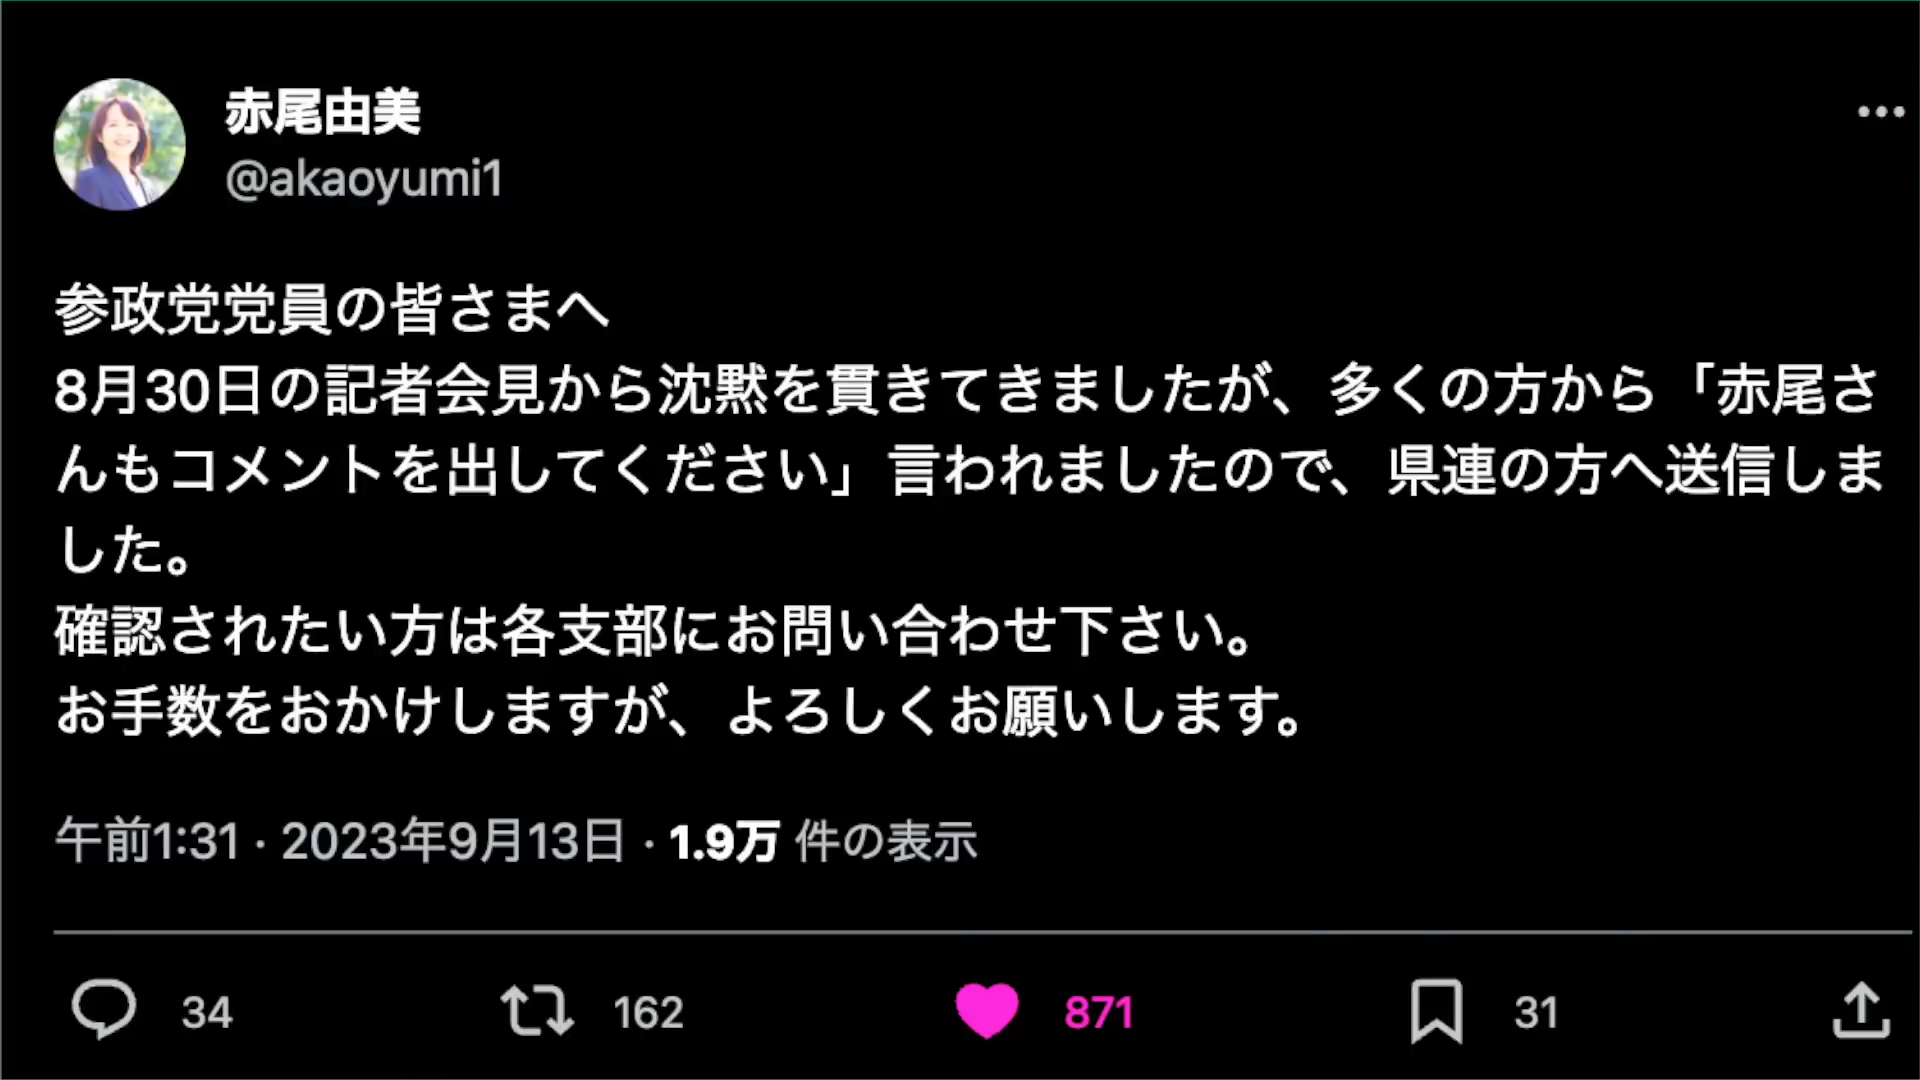 赤尾由美
@akaoyumi1
参政党党員の皆さまへ
8月30日の記者会見から沈黙を貫きてきましたが、多くの方から「赤尾さ
んもコメントを出してください」言われましたので、県連の方へ送信しま
した。
確認されたい方は各支部にお問い合わせ下さい。
お手数をおかけしますが、よろしくお願いします。
午前1:31 · 2023年9月13日 · 1.9万 件の表示
34 162 871 31